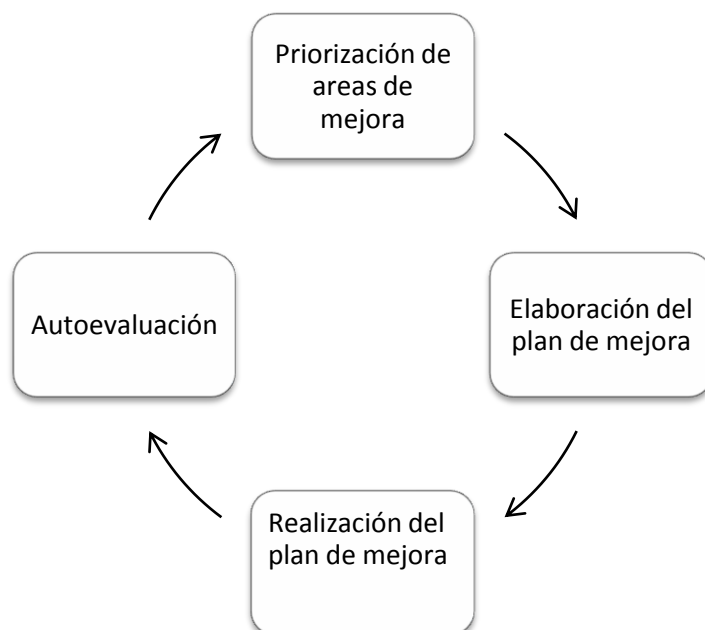 Priorización de
areas de
mejora
Elaboración del
plan de mejora
Realización del
plan de mejora
Autoevaluación